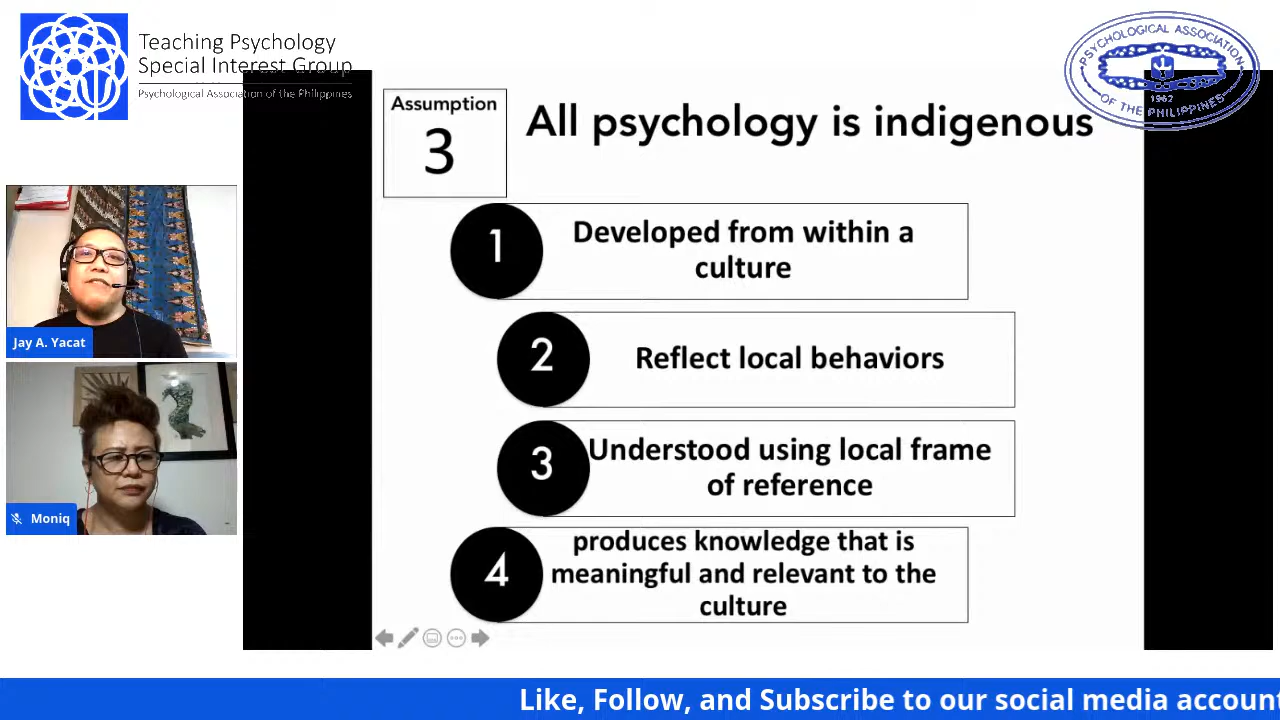 Teaching Psychology
Special Interest Group
Psychological Association of the Philippines
PSYCHOLOGICAL ASSOCIATION
1962
OF THE PHILIPPINES
Assumption
3
All psychology is indigenous
1
Developed from within a
culture
2
Reflect local behaviors
3
Understood using local frame
of reference
4
produces knowledge that is
meaningful and relevant to the
culture
Jay A. Yacat
Moniq
Like, Follow, and Subscribe to our social media account